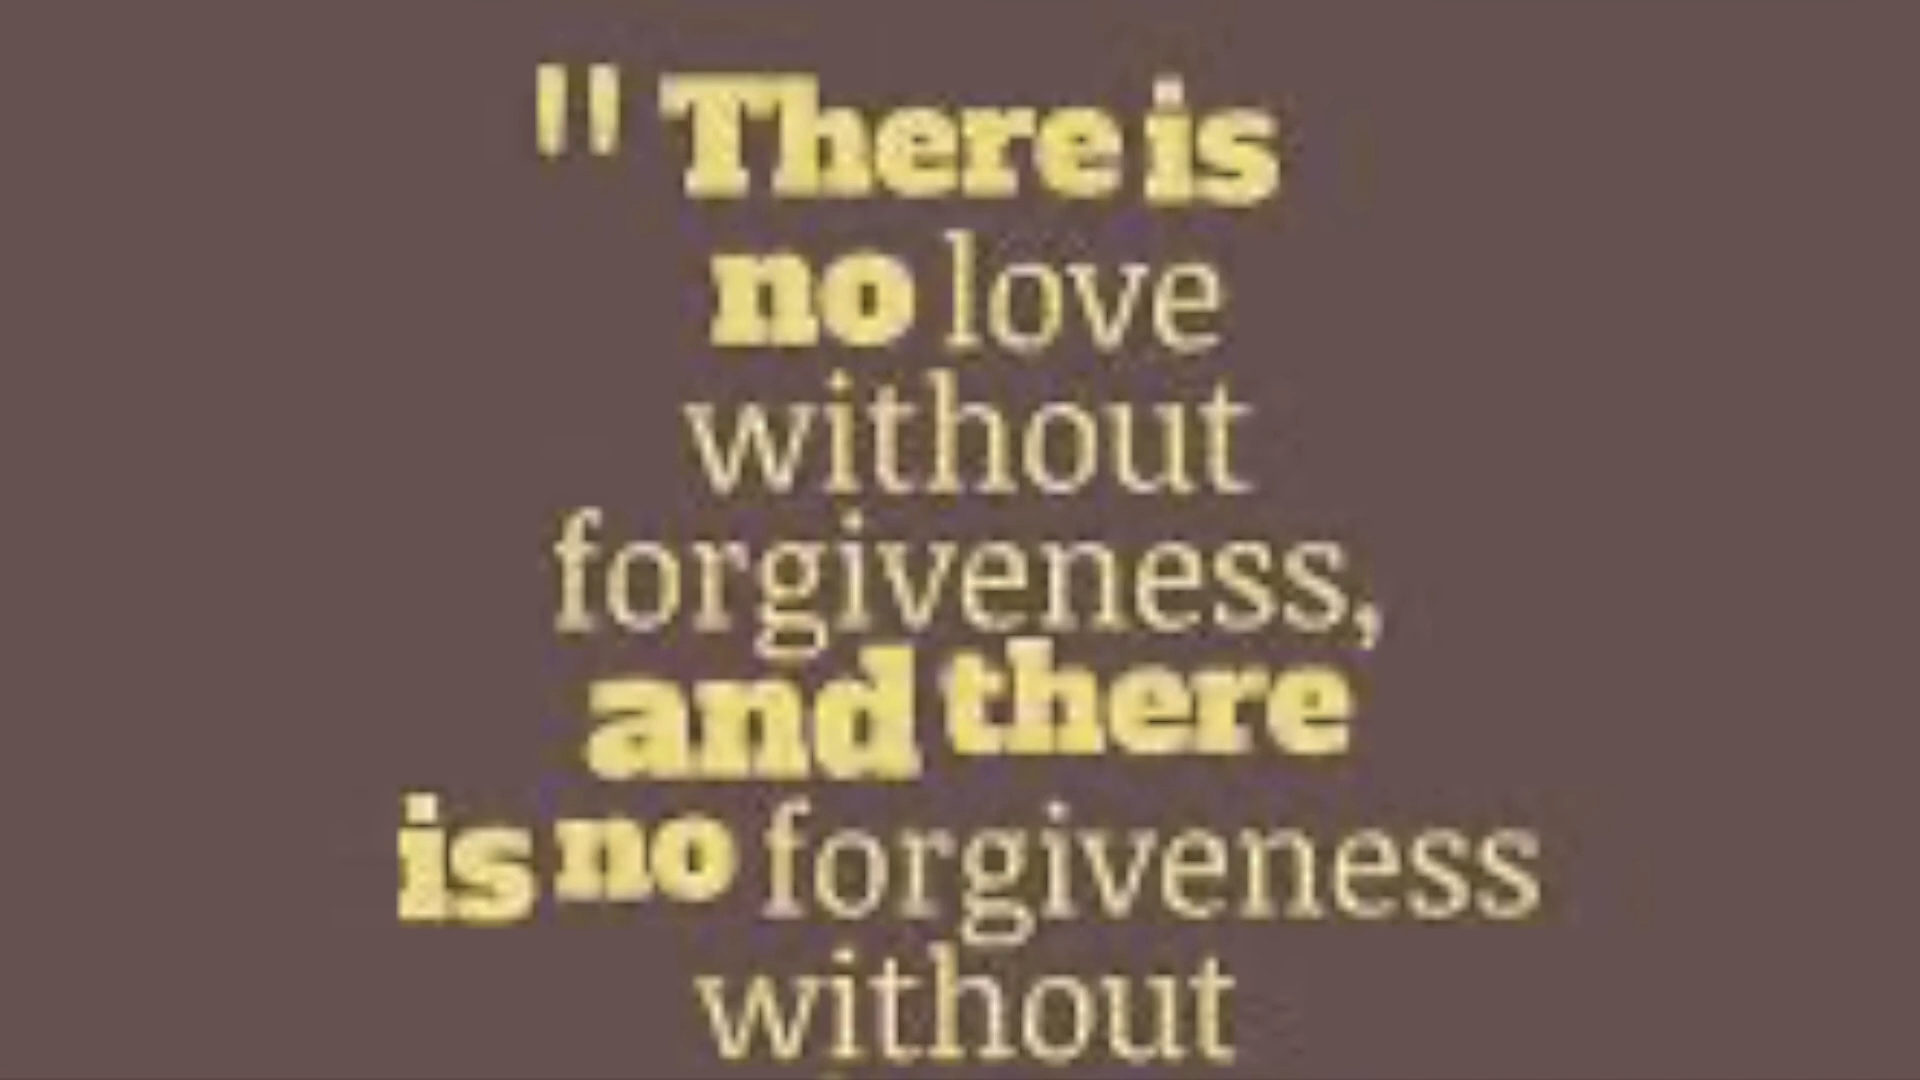 " There is
no love
without
forgiveness,
and there
is no forgiveness
without